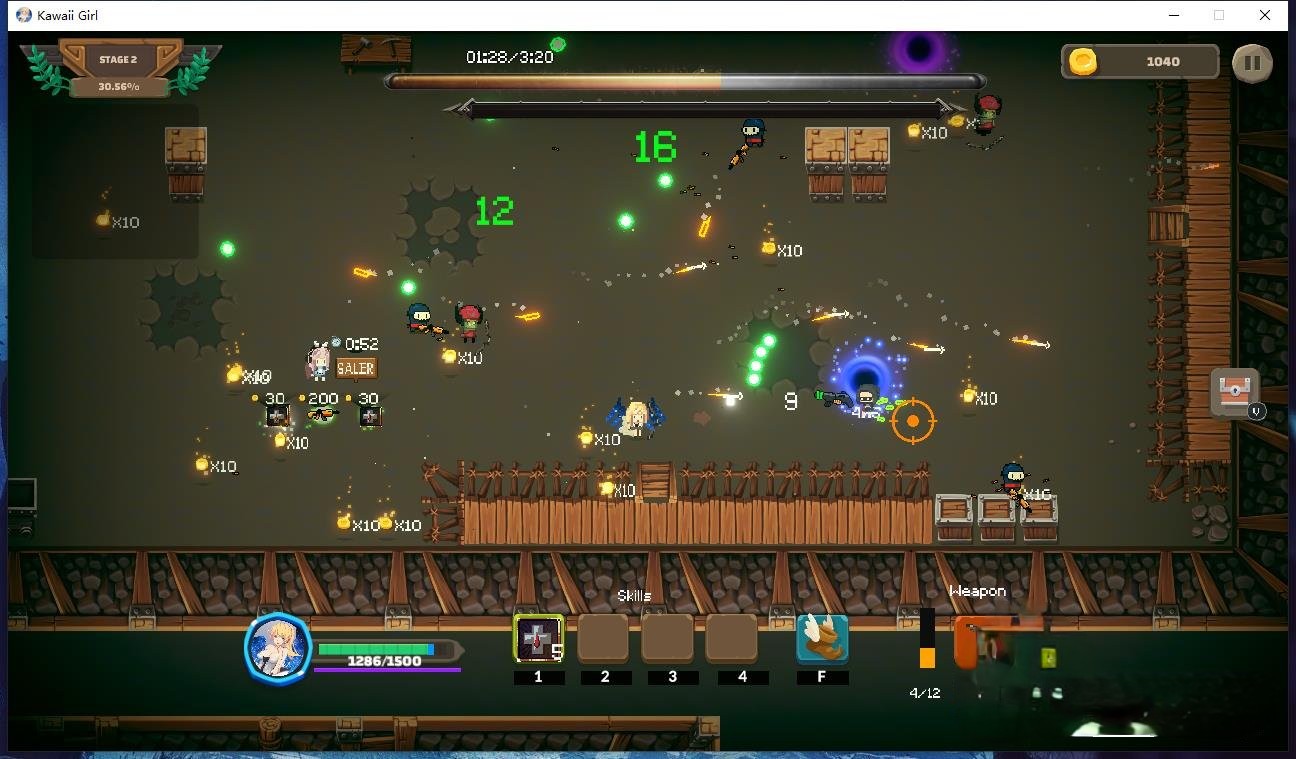 Kawaii Girl
STAGE 2
30.56%
01:28/3:20
1040
16
X10
12
X10
X10
0:52
X10
SALER
30 200 30
9
X10
X10
X10
X10
X10
X16
X10 X10
Skills
Weapon
1286/1500
5
1 2 3 4 F
4/12
V